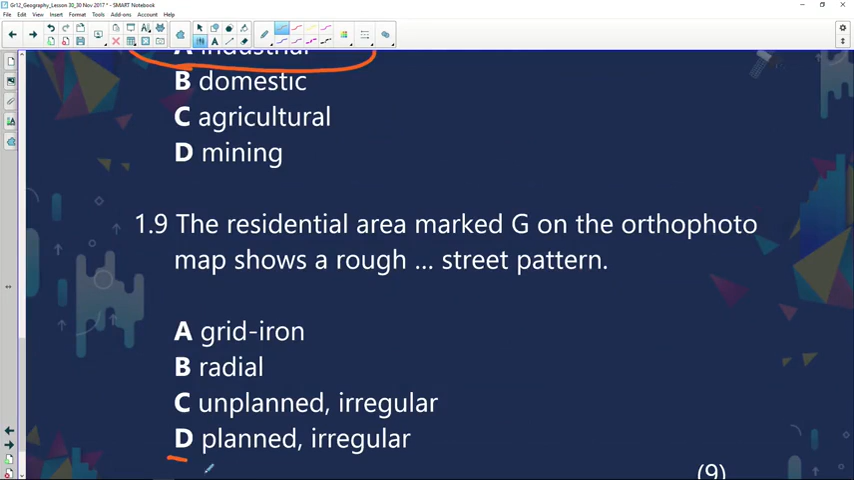 Gr12_Geography_Lesson 30_30 Nov 2017 * - SMART Notebook
File Edit View Insert Format Tools Add-ons Account Help
A industrial
B domestic
C agricultural
D mining
1.9 The residential area marked G on the orthophoto
map shows a rough ... street pattern.
A grid-iron
B radial
C unplanned, irregular
D planned, irregular
(9)